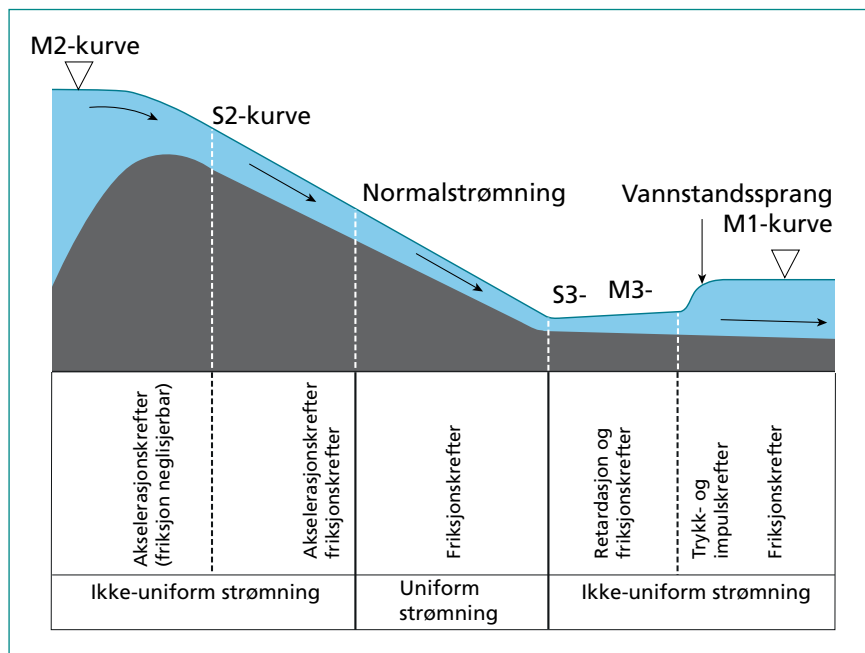 M2-kurve
S2-kurve
Normalstrømning
Vannstandssprang
M1-kurve
S3-
M3-
Akselerasjonskrefter
(friksjon neglisjerbar)
Akselerasjonskrefter
friksjonskrefter
Friksjonskrefter
Retardasjon og
friksjonskrefter
Trykk- og
impulskrefter
Friksjonskrefter
Ikke-uniform strømning
Uniform
strømning
Ikke-uniform strømning